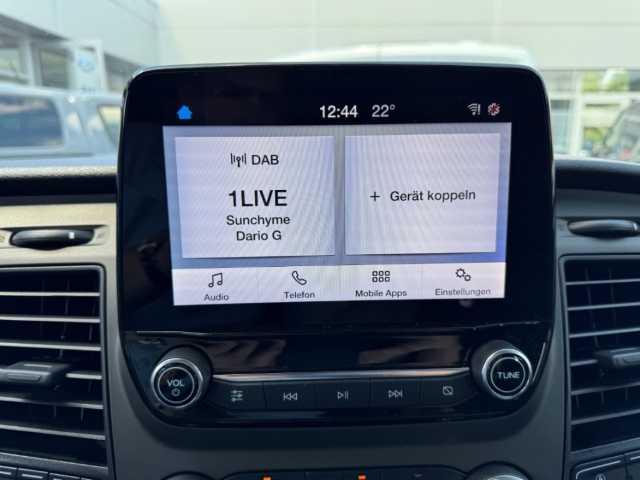 12:44 22°
DAB
1LIVE
Sunchyme
Dario G
+ Gerät koppeln
Audio
Telefon
Mobile Apps
Einstellungen
VOL
TUNE